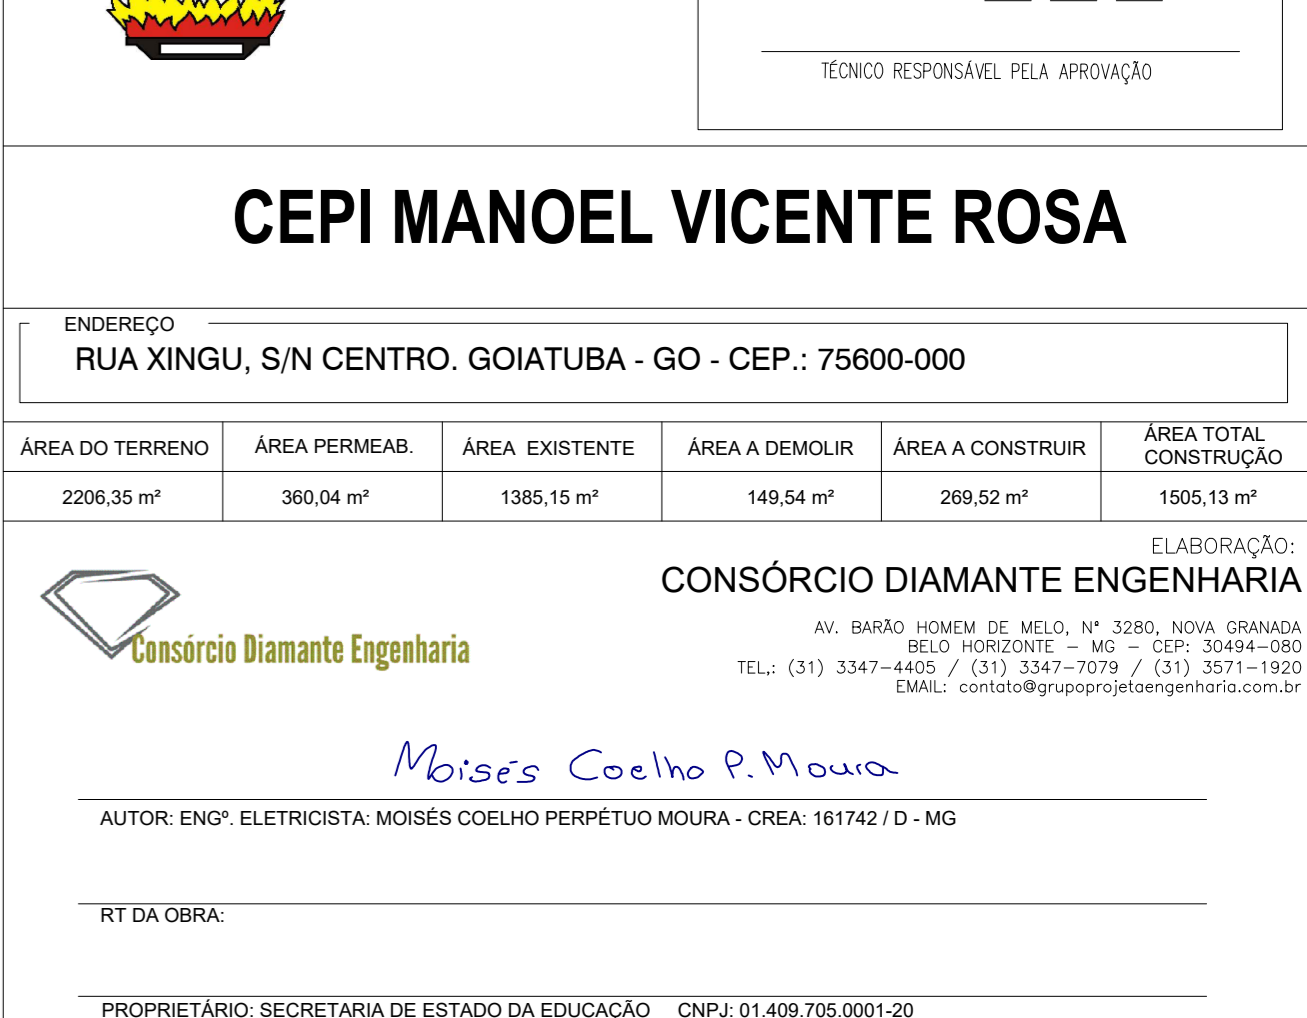 TÉCNICO RESPONSÁVEL PELA APROVAÇÃO
CEPI MANOEL VICENTE ROSA
ENDEREÇO
RUA XINGU, S/N CENTRO. GOIATUBA - GO - CEP.: 75600-000
ÁREA DO TERRENO ÁREA PERMEAB. ÁREA EXISTENTE ÁREA A DEMOLIR ÁREA A CONSTRUIR ÁREA TOTAL CONSTRUÇÃO
2206,35 m² 360,04 m² 1385,15 m² 149,54 m² 269,52 m² 1505,13 m²
ELABORAÇÃO:
CONSÓRCIO DIAMANTE ENGENHARIA
Consórcio Diamante Engenharia
AV. BARÃO HOMEM DE MELO, N° 3280, NOVA GRANADA
BELO HORIZONTE – MG – CEP: 30494–080
TEL,: (31) 3347–4405 / (31) 3347–7079 / (31) 3571–1920
EMAIL: contato@grupoprojetaengenharia.com.br
Moisés Coelho P. Moura
AUTOR: ENGº. ELETRICISTA: MOISÉS COELHO PERPÉTUO MOURA - CREA: 161742 / D - MG
RT DA OBRA:
PROPRIETÁRIO: SECRETARIA DE ESTADO DA EDUCAÇÃO CNPJ: 01.409.705.0001-20